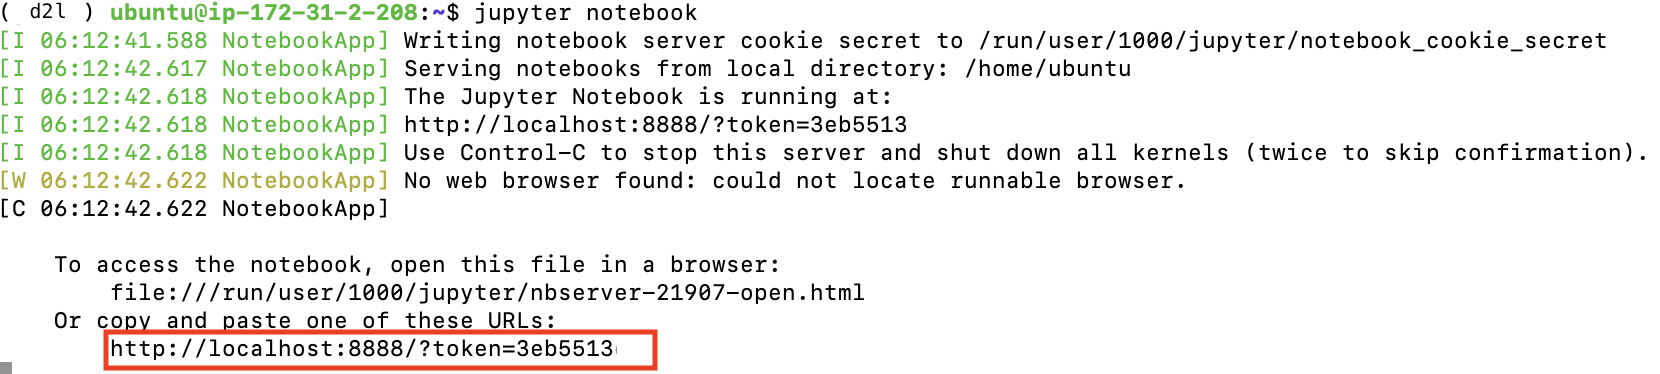 ( d2l ) ubuntu@ip-172-31-2-208:~$ jupyter notebook
[I 06:12:41.588 NotebookApp] Writing notebook server cookie secret to /run/user/1000/jupyter/notebook_cookie_secret
[I 06:12:42.617 NotebookApp] Serving notebooks from local directory: /home/ubuntu
[I 06:12:42.618 NotebookApp] The Jupyter Notebook is running at:
[I 06:12:42.618 NotebookApp] http://localhost:8888/?token=3eb5513
[I 06:12:42.618 NotebookApp] Use Control-C to stop this server and shut down all kernels (twice to skip confirmation).
[W 06:12:42.622 NotebookApp] No web browser found: could not locate runnable browser.
[C 06:12:42.622 NotebookApp]
To access the notebook, open this file in a browser:
file:///run/user/1000/jupyter/nbserver-21907-open.html
Or copy and paste one of these URLs:
http://localhost:8888/?token=3eb5513